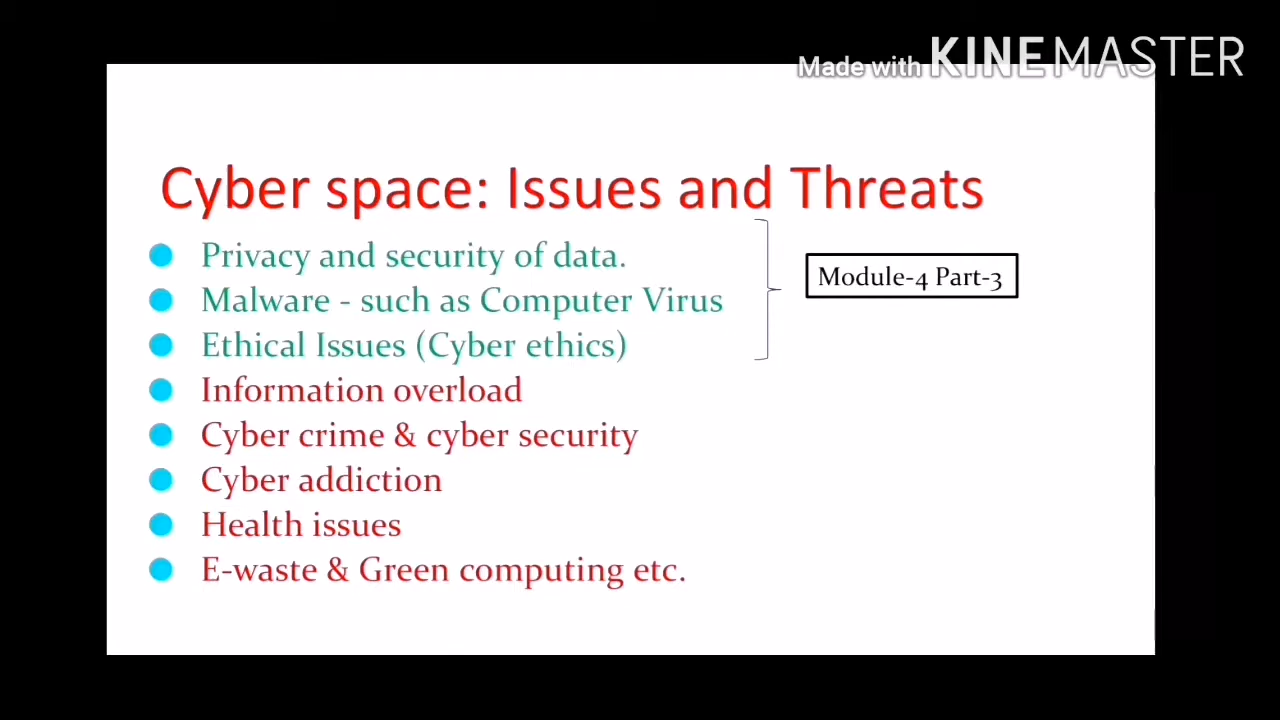 Made with KINEMASTER
Cyber space: Issues and Threats
Privacy and security of data.
Malware - such as Computer Virus
Ethical Issues (Cyber ethics)
Module-4 Part-3
Information overload
Cyber crime & cyber security
Cyber addiction
Health issues
E-waste & Green computing etc.